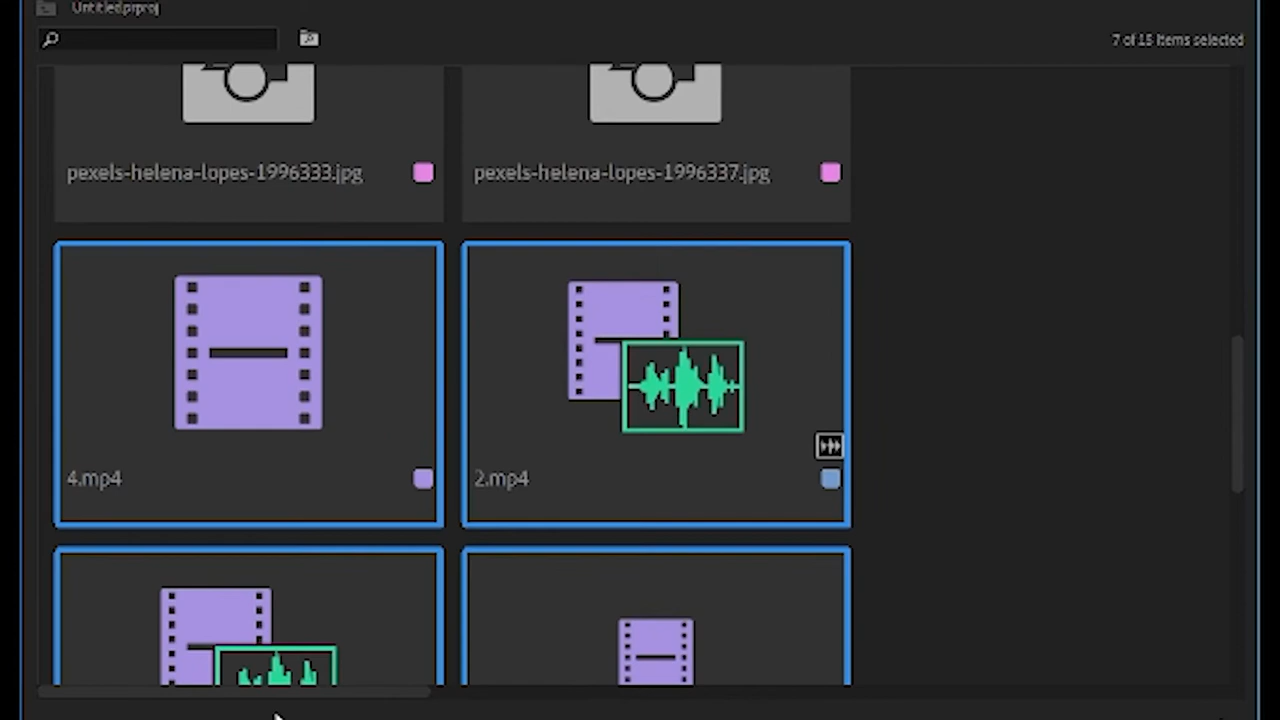 Untitled.prproj
7 of 15 items selected
pexels-helena-lopes-1996333.jpg
pexels-helena-lopes-1996337.jpg
4.mp4
2.mp4